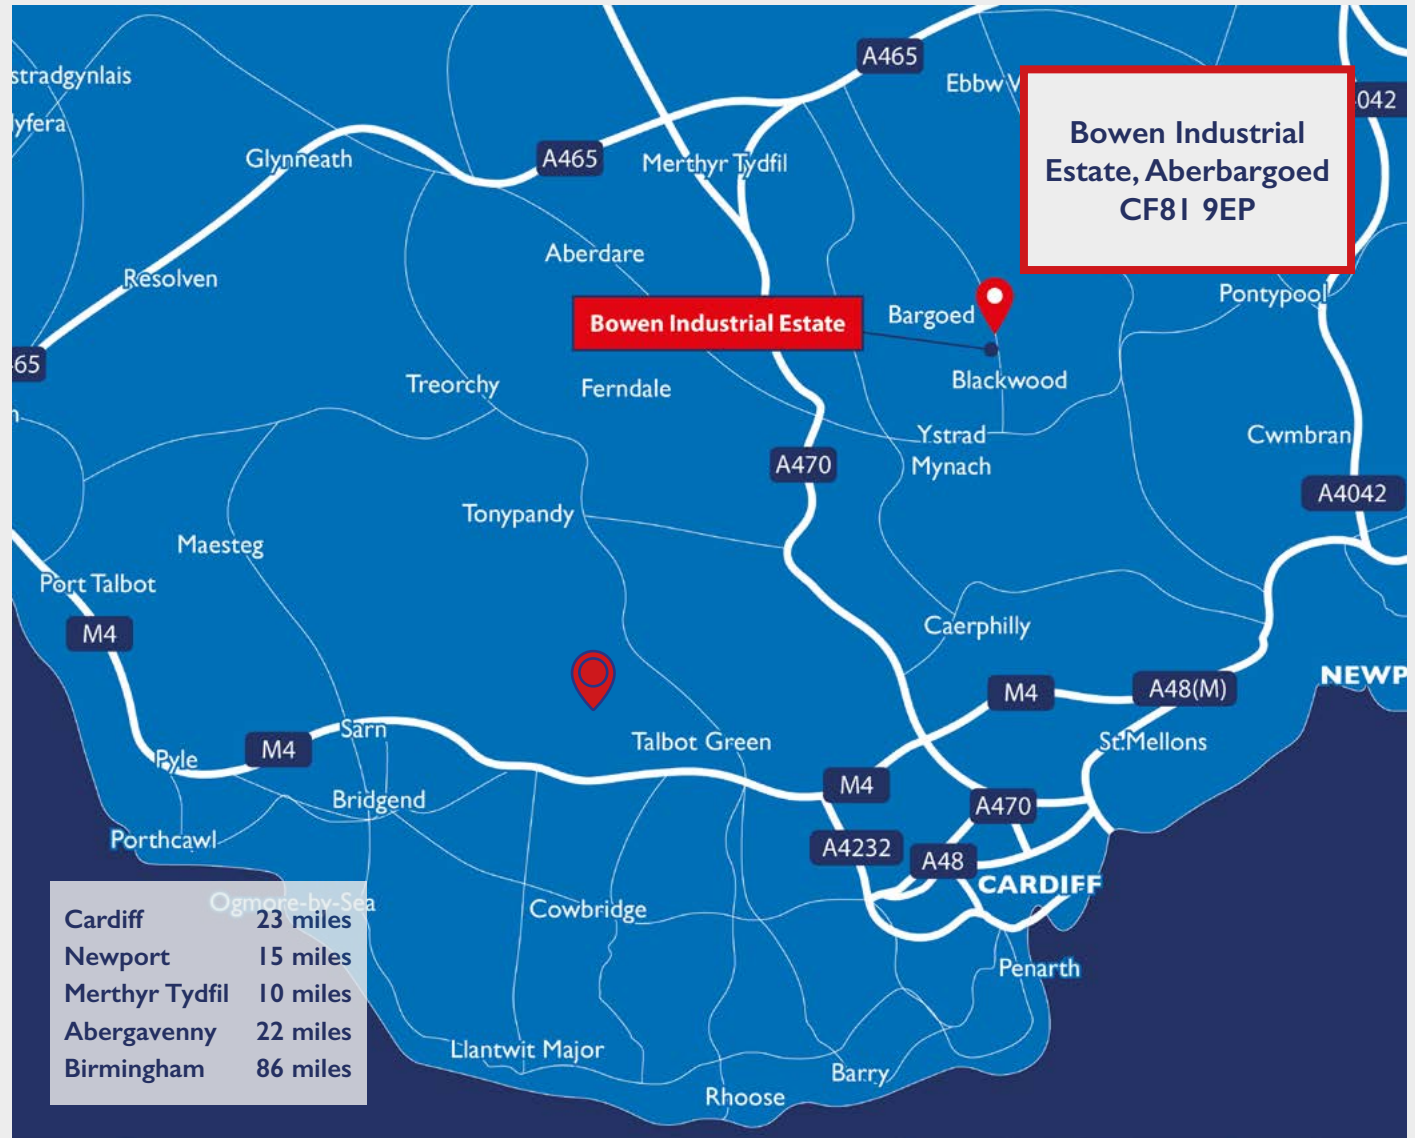 A465
stradgynlais
Ebbw V
042
yfera
Bowen Industrial
Estate, Aberbargoed
CF81 9EP
Glynneath
A465
Merthyr Tydfil
Aberdare
Resolven
Pontypool
Bargoed
Bowen Industrial Estate
65
Treorchy
Ferndale
Blackwood
Ystrad
Mynach
Cwmbran
A470
A4042
Tonypandy
Maesteg
Port Talbot
M4
Caerphilly
NEWP
M4
A48(M)
Sarn
M4
Talbot Green
St.Mellons
Pyle
M4
Bridgend
A470
Porthcawl
A4232
A48
CARDIFF
Ogmore-by-Sea
Cowbridge
Cardiff 23 miles
Newport 15 miles
Merthyr Tydfil 10 miles
Abergavenny 22 miles
Birmingham 86 miles
Penarth
Llantwit Major
Barry
Rhoose